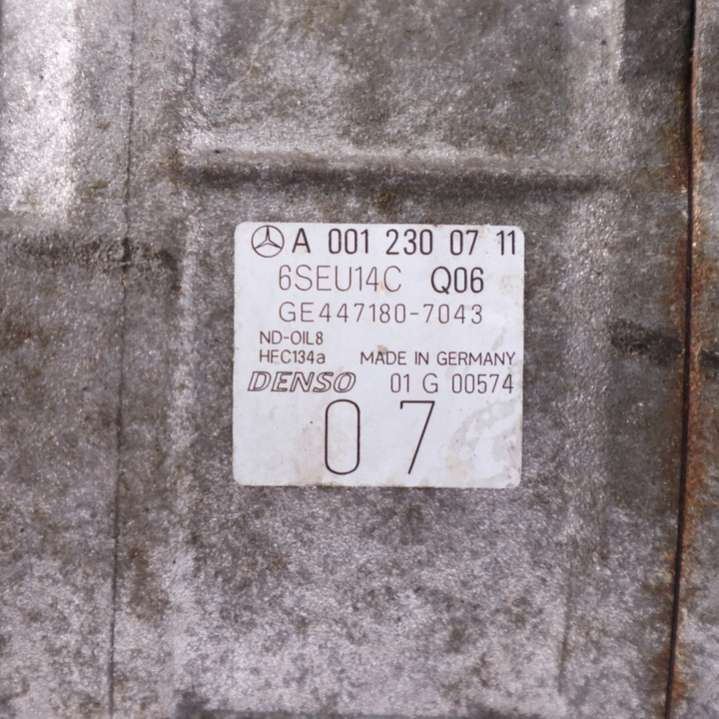 A 001 230 07 11
6SEU14C Q06
GE447180-7043
ND-OIL8
HFC134a MADE IN GERMANY
DENSO 01 G 00574
07